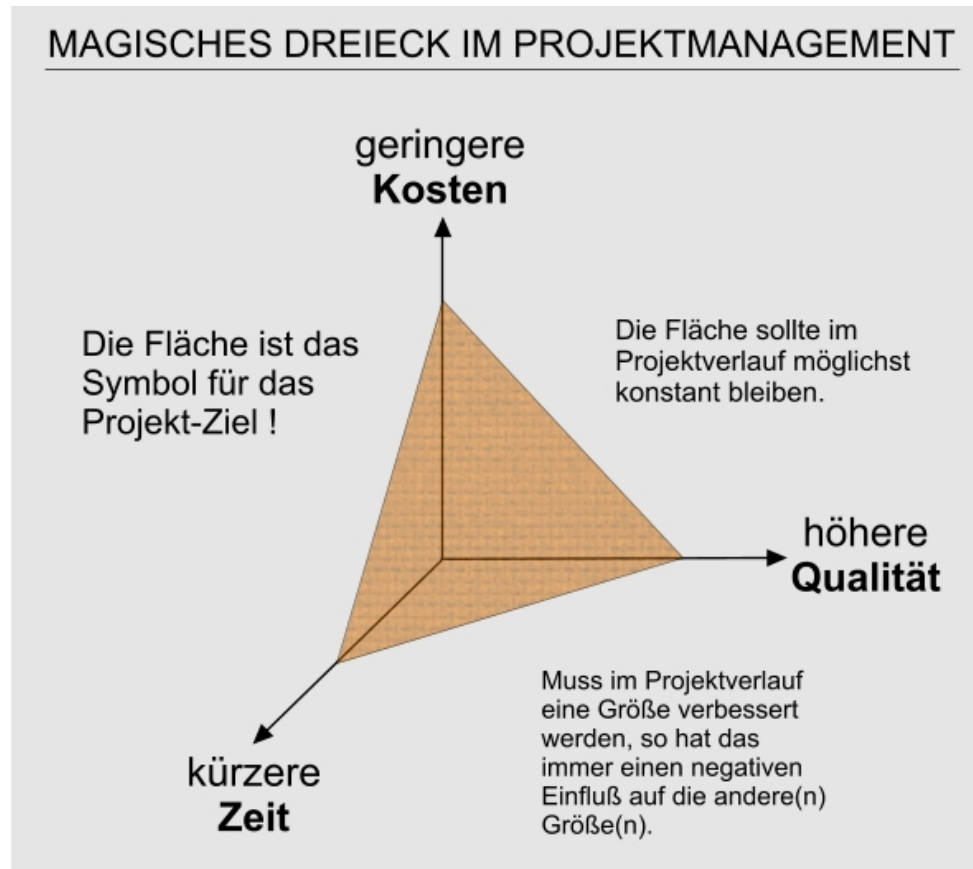 MAGISCHES DREIECK IM PROJEKTMANAGEMENT
geringere
Kosten
Die Fläche ist das
Symbol für das
Projekt-Ziel !
Die Fläche sollte im
Projektverlauf möglichst
konstant bleiben.
höhere
Qualität
Muss im Projektverlauf
eine Größe verbessert
werden, so hat das
immer einen negativen
Einfluß auf die andere(n)
Größe(n).
kürzere
Zeit